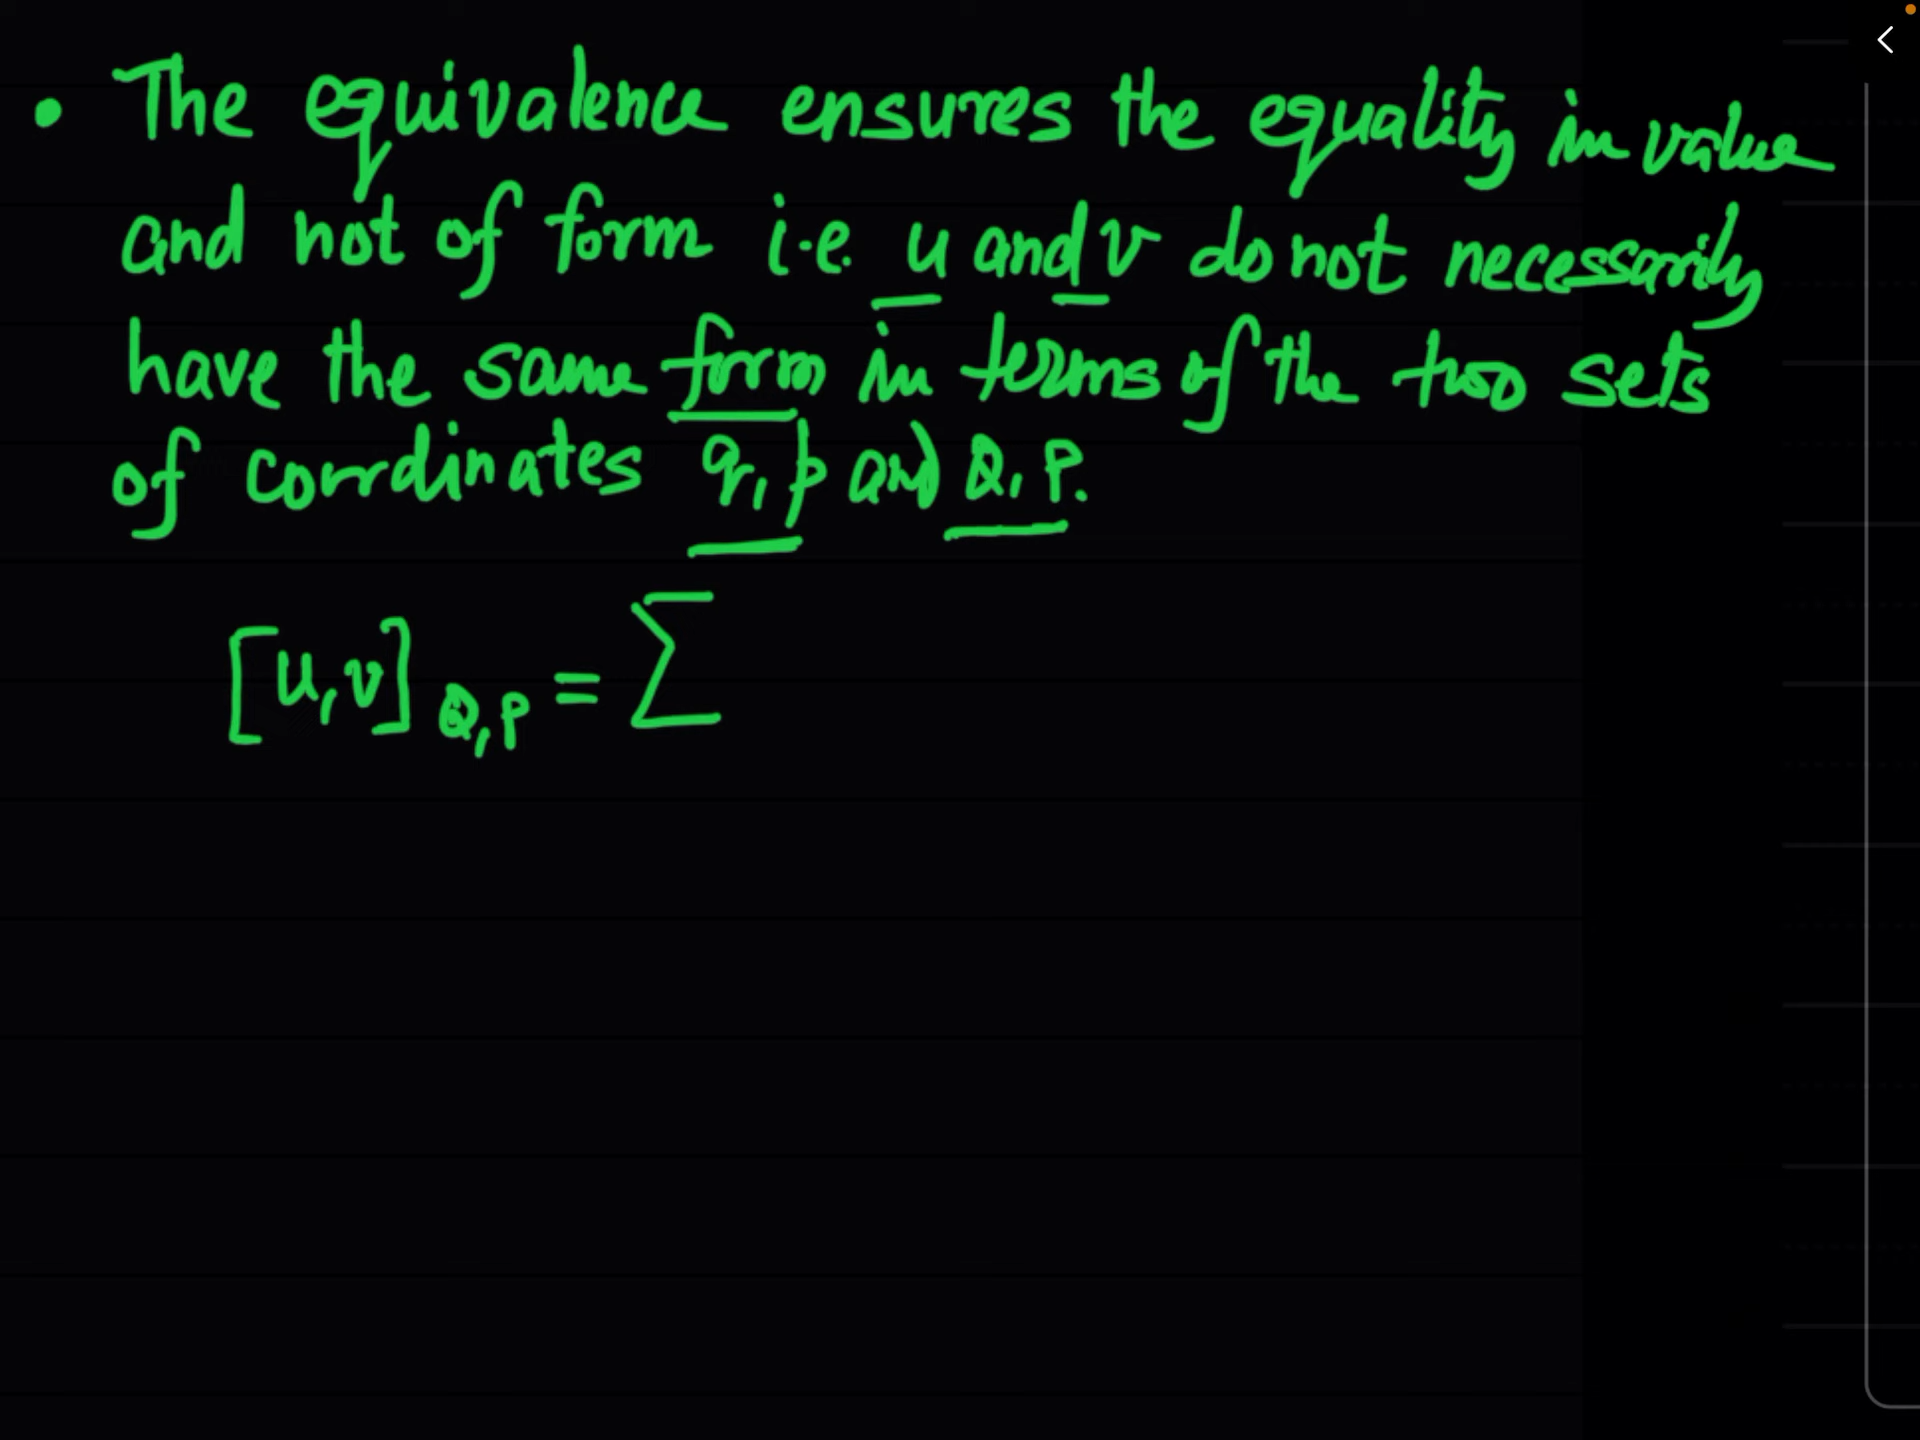 • The equivalence ensures the equality in value
and not of form i.e. u and v do not necessarily
have the same form in terms of the two sets
of coordinates q, p and Q, P.
[u,v] Q,P = Σ